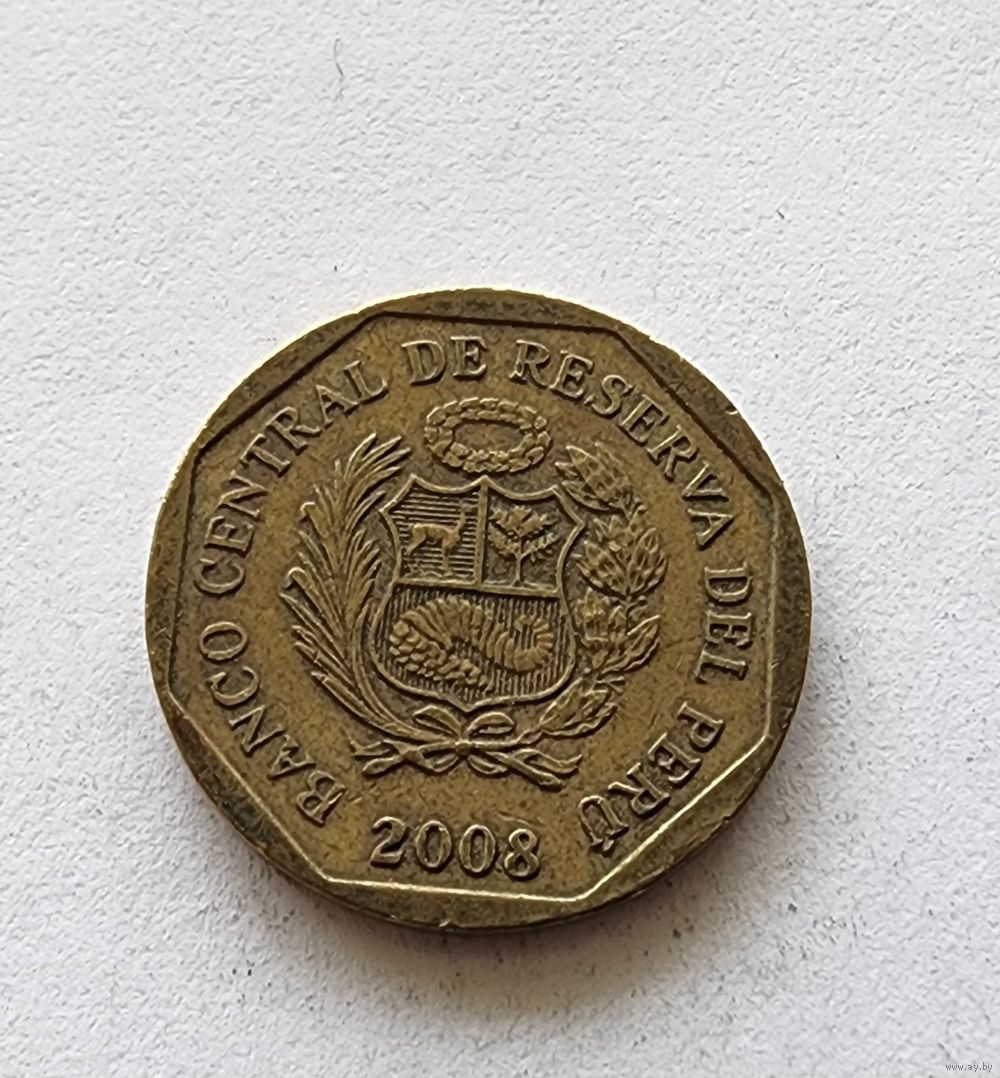 BANCO CENTRAL DE RESERVA DEL PERÚ
2008
www.ay.by